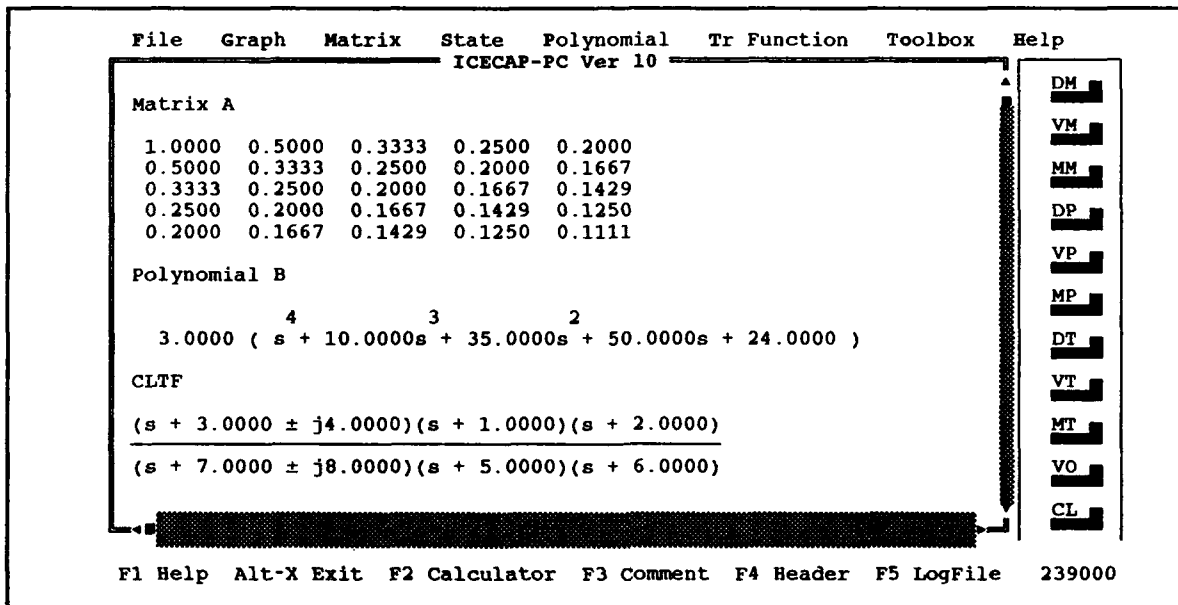 File Graph Matrix State Polynomial Tr Function Toolbox Help
ICECAP-PC Ver 10
Matrix A
1.0000 0.5000 0.3333 0.2500 0.2000
0.5000 0.3333 0.2500 0.2000 0.1667
0.3333 0.2500 0.2000 0.1667 0.1429
0.2500 0.2000 0.1667 0.1429 0.1250
0.2000 0.1667 0.1429 0.1250 0.1111
Polynomial B
4 3 2
3.0000 ( s + 10.0000s + 35.0000s + 50.0000s + 24.0000 )
CLTF
(s + 3.0000 ± j4.0000)(s + 1.0000)(s + 2.0000)
(s + 7.0000 ± j8.0000)(s + 5.0000)(s + 6.0000)
DM
VM
MM
DP
VP
MP
DT
VT
MT
VO
CL
F1 Help Alt-X Exit F2 Calculator F3 Comment F4 Header F5 LogFile 239000